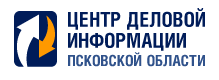 ЦЕНТР ДЕЛОВОЙ
ИНФОРМАЦИИ
ПСКОВСКОЙ ОБЛАСТИ